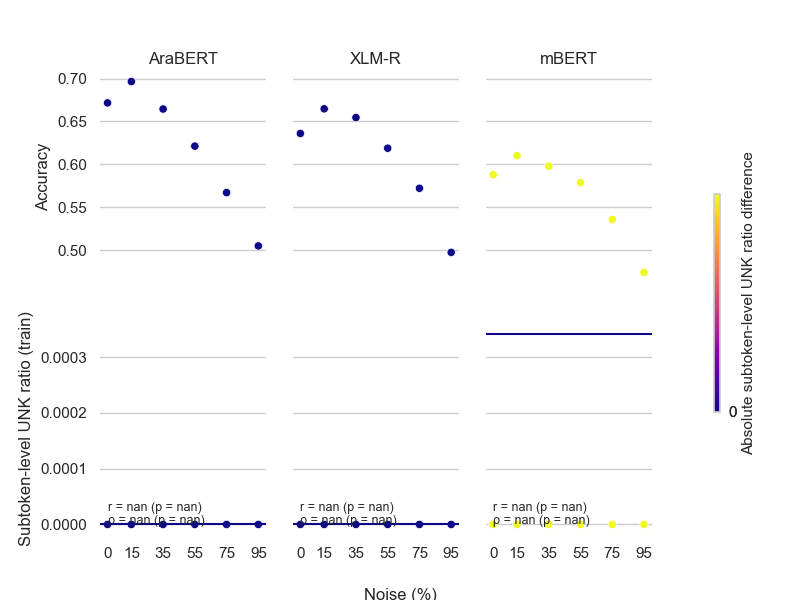 AraBERT
XLM-R
mBERT
Accuracy
0.70
0.65
0.60
0.55
0.50
Subtoken-level UNK ratio (train)
0.0003
0.0002
0.0001
0.0000
r = nan (p = nan)
ρ = nan (p = nan)
r = nan (p = nan)
ρ = nan (p = nan)
r = nan (p = nan)
ρ = nan (p = nan)
0 15 35 55 75 95
0 15 35 55 75 95
0 15 35 55 75 95
Noise (%)
0
Absolute subtoken-level UNK ratio difference